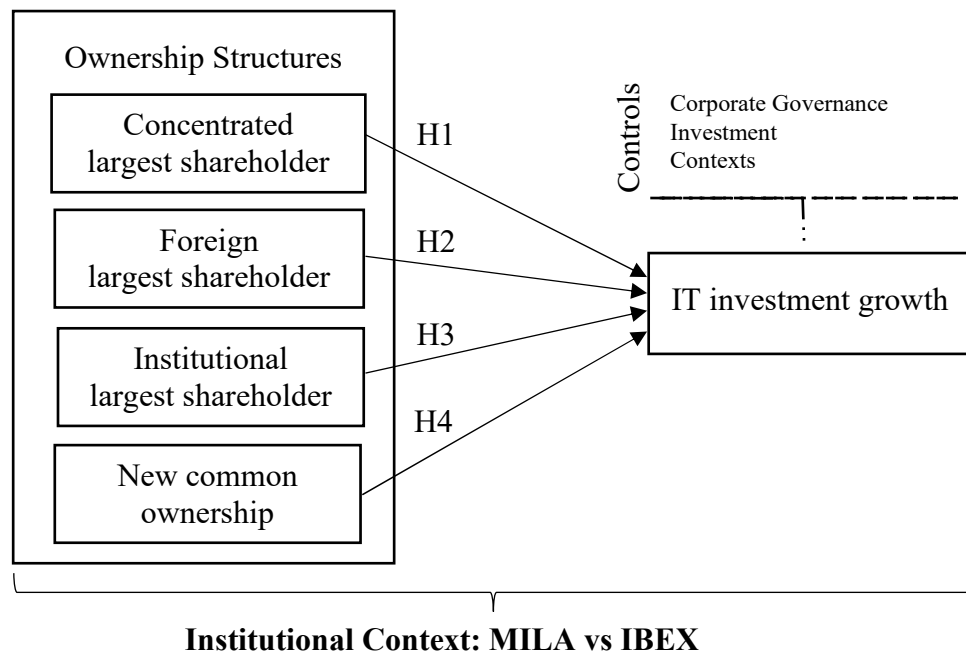 Ownership Structures
Concentrated
largest shareholder
Foreign
largest shareholder
Institutional
largest shareholder
New common
ownership
H1
H2
H3
H4
Controls
Corporate Governance
Investment
Contexts
IT investment growth
Institutional Context: MILA vs IBEX